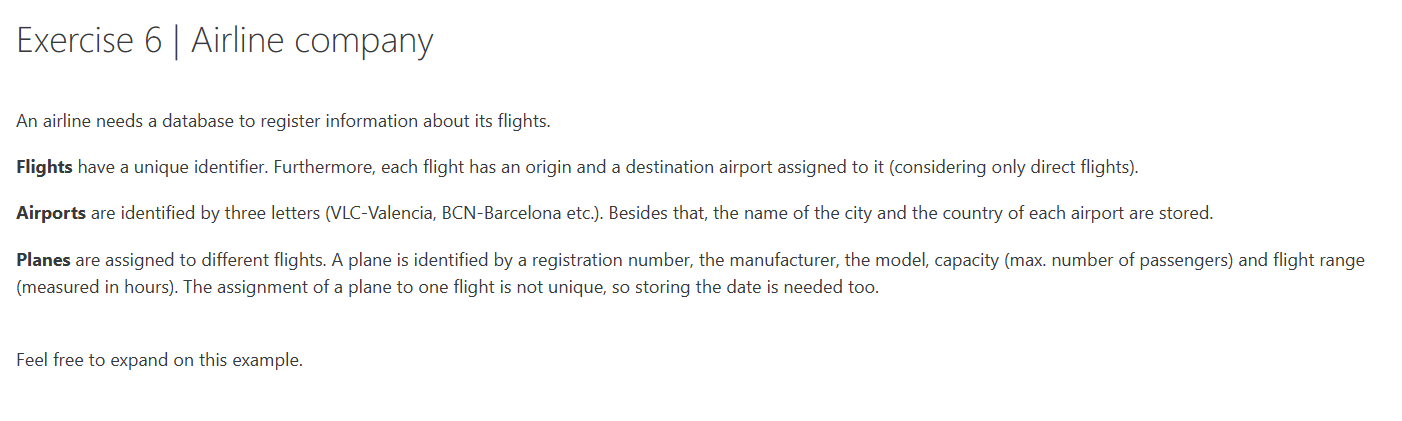 Exercise 6 | Airline company
An airline needs a database to register information about its flights.
Flights have a unique identifier. Furthermore, each flight has an origin and a destination airport assigned to it (considering only direct flights).
Airports are identified by three letters (VLC-Valencia, BCN-Barcelona etc.). Besides that, the name of the city and the country of each airport are stored.
Planes are assigned to different flights. A plane is identified by a registration number, the manufacturer, the model, capacity (max. number of passengers) and flight range
(measured in hours). The assignment of a plane to one flight is not unique, so storing the date is needed too.
Feel free to expand on this example.